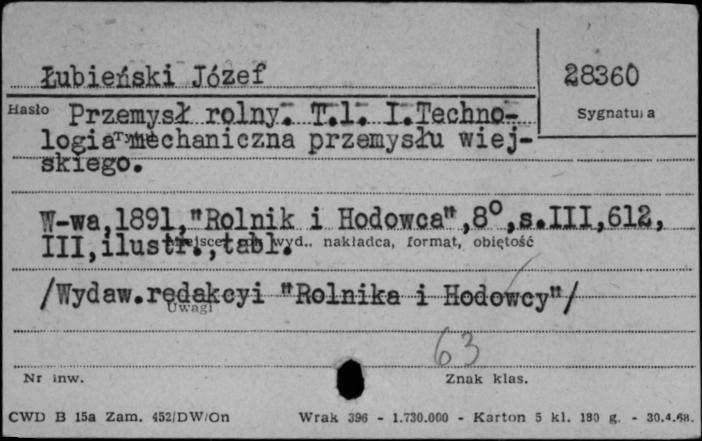 Łubieński Józef
28360
Hasło
Sygnatura
Przemysł rolny. T.1. I.Techno-
logia mechaniczna przemysłu wiej-
skiego.
W-wa,1891,"Rolnik i Hodowca",8°,s.III,612,
III,ilustr.,tabl.
Miejsce, wyd., nakładca, format, objętość
/Wydaw.redakcyi "Rolnika i Hodowcy"/
Uwagi
63
Nr inw.
Znak klas.
CWD B 15a Zam. 452/DW/On Wrak 396 - 1.730.000 - Karton 5 kl. 180 g. - 30.4.68.